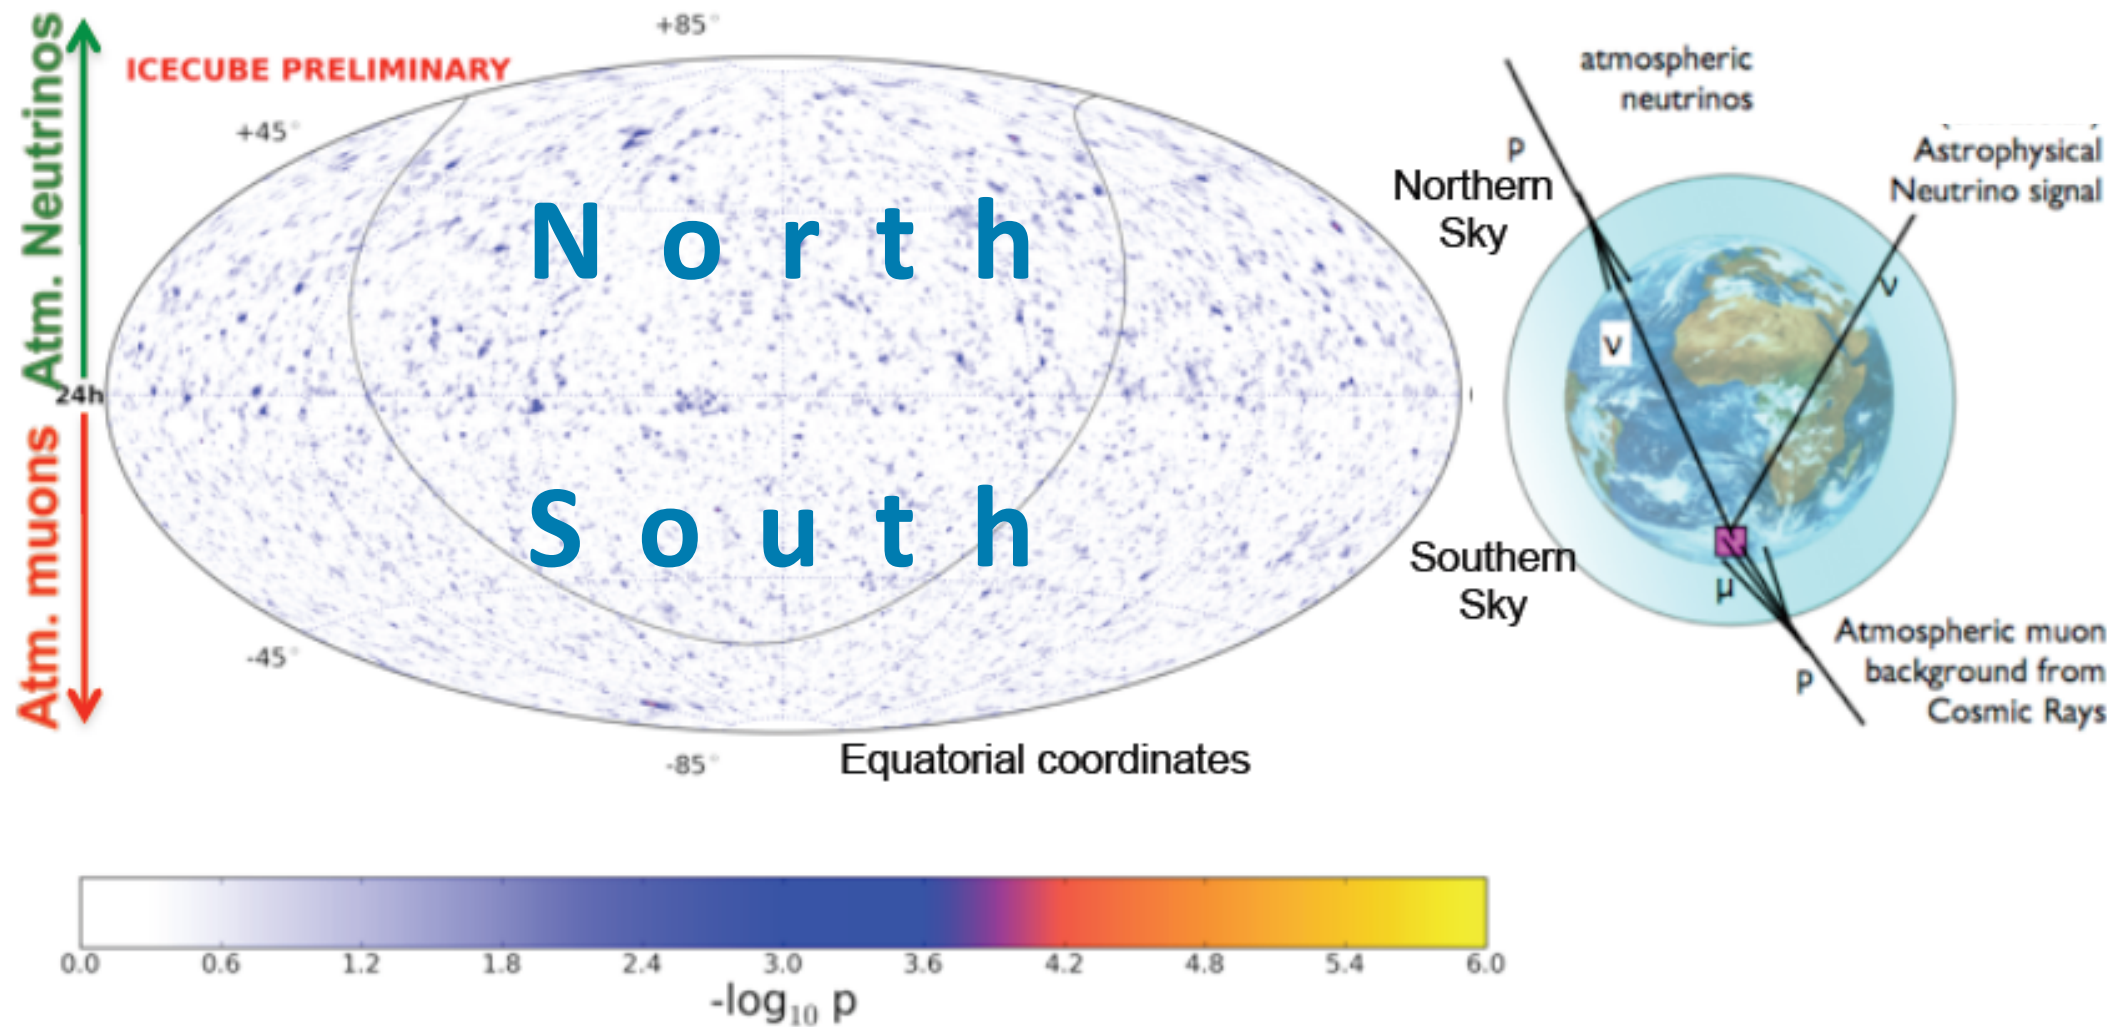 +85°
ICECUBE PRELIMINARY
+45°
Atm. Neutrinos
24h
Atm. muons
North
South
-45°
-85°
Equatorial coordinates
atmospheric
neutrinos
p
Northern
Sky
Astrophysical
Neutrino signal
ν
ν
Southern
Sky
μ
Atmospheric muon
background from
Cosmic Rays
p
0.0 0.6 1.2 1.8 2.4 3.0 3.6 4.2 4.8 5.4 6.0
-log₁₀ p